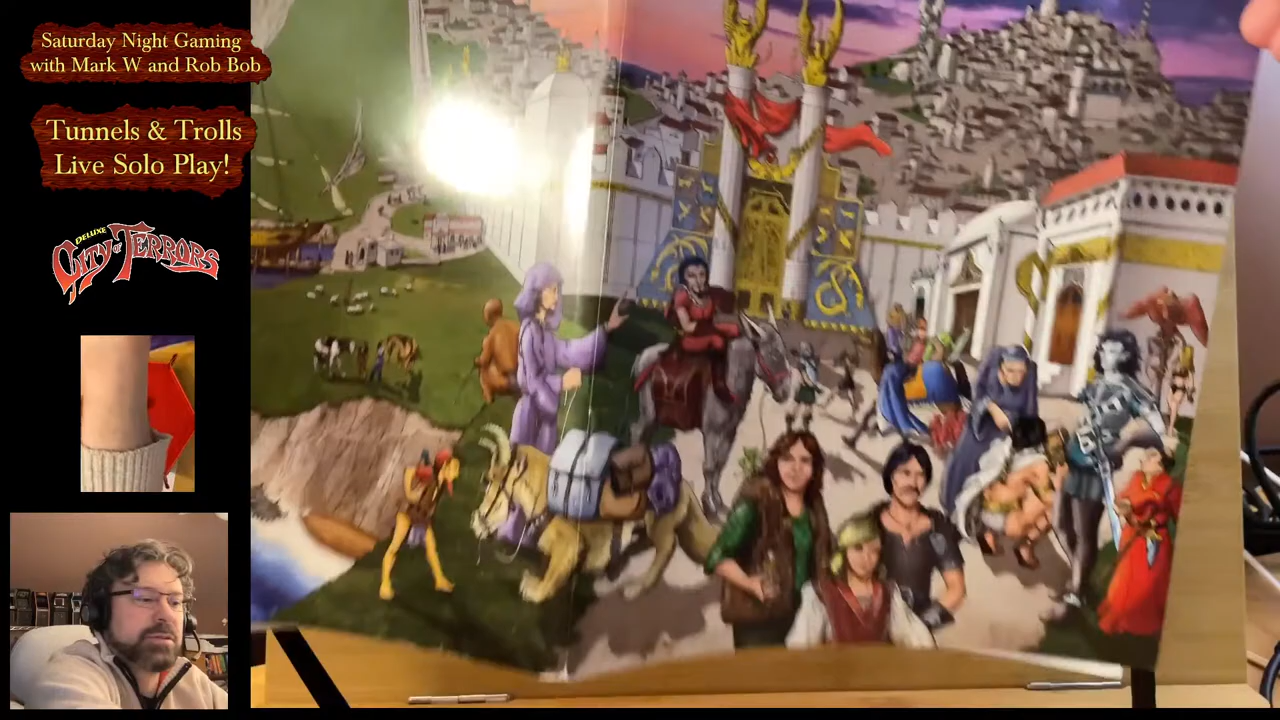 Saturday Night Gaming
with Mark W and Rob Bob
Tunnels & Trolls
Live Solo Play!
DELUXE
CITY OF TERRORS